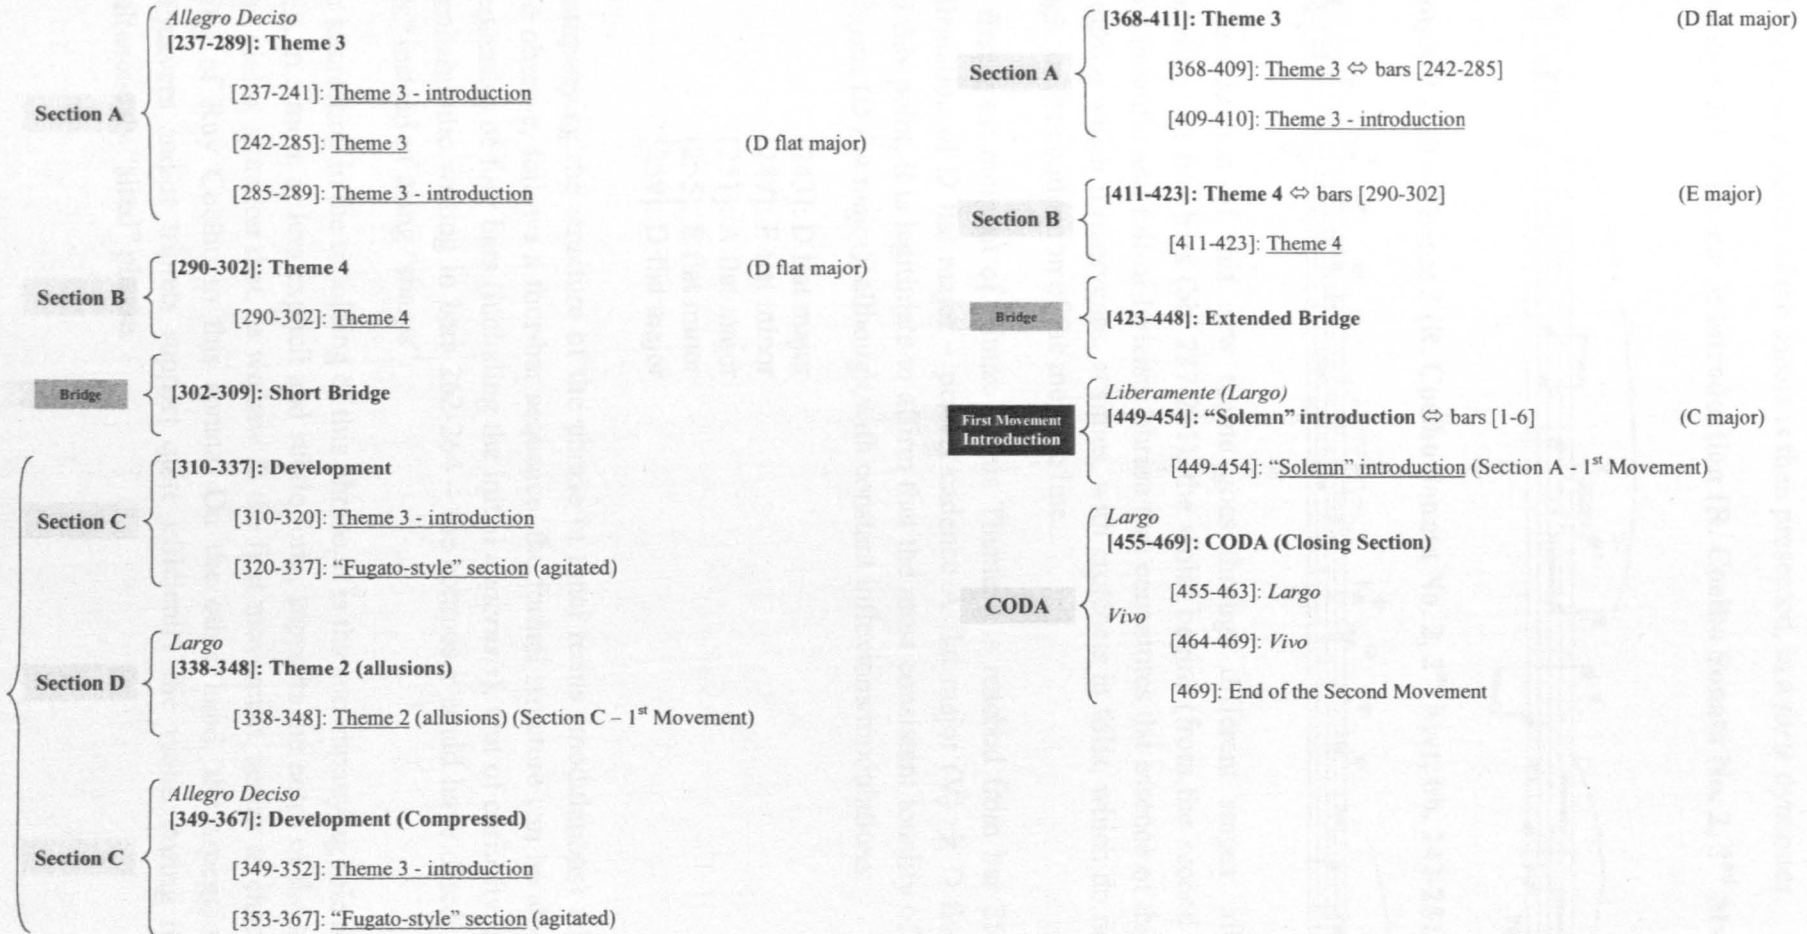 Allegro Deciso
[237-289]: Theme 3
Section A
[237-241]: Theme 3 - introduction
[242-285]: Theme 3 (D flat major)
[285-289]: Theme 3 - introduction
[290-302]: Theme 4 (D flat major)
Section B
[290-302]: Theme 4
Bridge
[302-309]: Short Bridge
[310-337]: Development
Section C
[310-320]: Theme 3 - introduction
[320-337]: “Fugato-style” section (agitated)
Largo
[338-348]: Theme 2 (allusions)
Section D
[338-348]: Theme 2 (allusions) (Section C – 1st Movement)
Allegro Deciso
[349-367]: Development (Compressed)
Section C
[349-352]: Theme 3 - introduction
[353-367]: “Fugato-style” section (agitated)
[368-411]: Theme 3 (D flat major)
Section A
[368-409]: Theme 3 ⇔ bars [242-285]
[409-410]: Theme 3 - introduction
[411-423]: Theme 4 ⇔ bars [290-302] (E major)
Section B
[411-423]: Theme 4
Bridge
[423-448]: Extended Bridge
Liberamente (Largo)
First Movement
Introduction
[449-454]: “Solemn” introduction ⇔ bars [1-6] (C major)
[449-454]: “Solemn” introduction (Section A - 1st Movement)
Largo
[455-469]: CODA (Closing Section)
[455-463]: Largo
CODA
Vivo
[464-469]: Vivo
[469]: End of the Second Movement